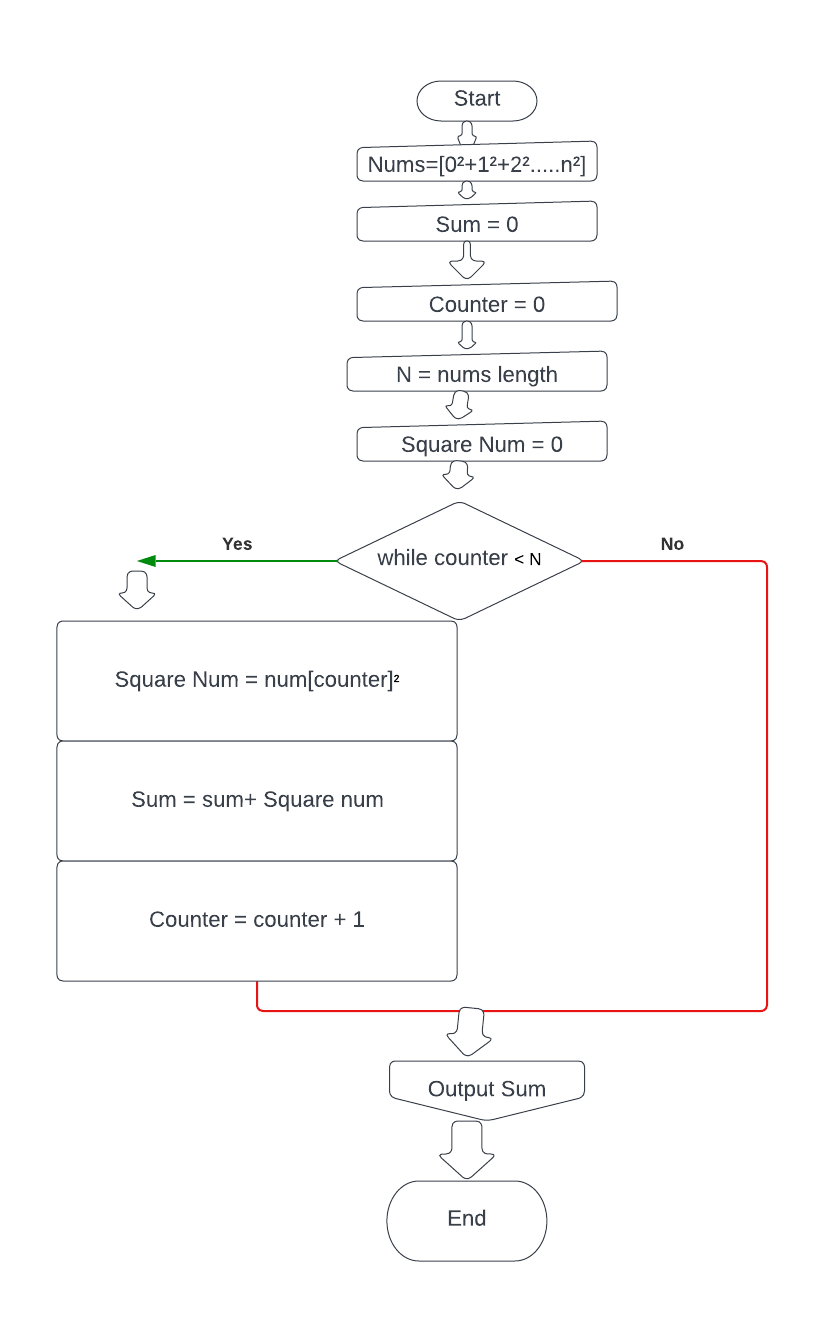 Start
Nums=[0²+1²+2².....n²]
Sum = 0
Counter = 0
N = nums length
Square Num = 0
while counter < N
Yes
No
Square Num = num[counter]²
Sum = sum+ Square num
Counter = counter + 1
Output Sum
End